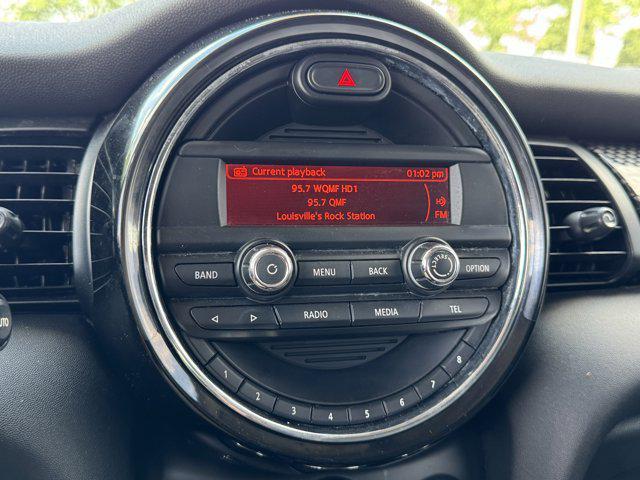 Current playback 01:02 pm
95.7 WQMF HD1
95.7 QMF
Louisville's Rock Station
FM
BAND MENU BACK OPTION
RADIO MEDIA TEL
1 2 3 4 5 6 7 8